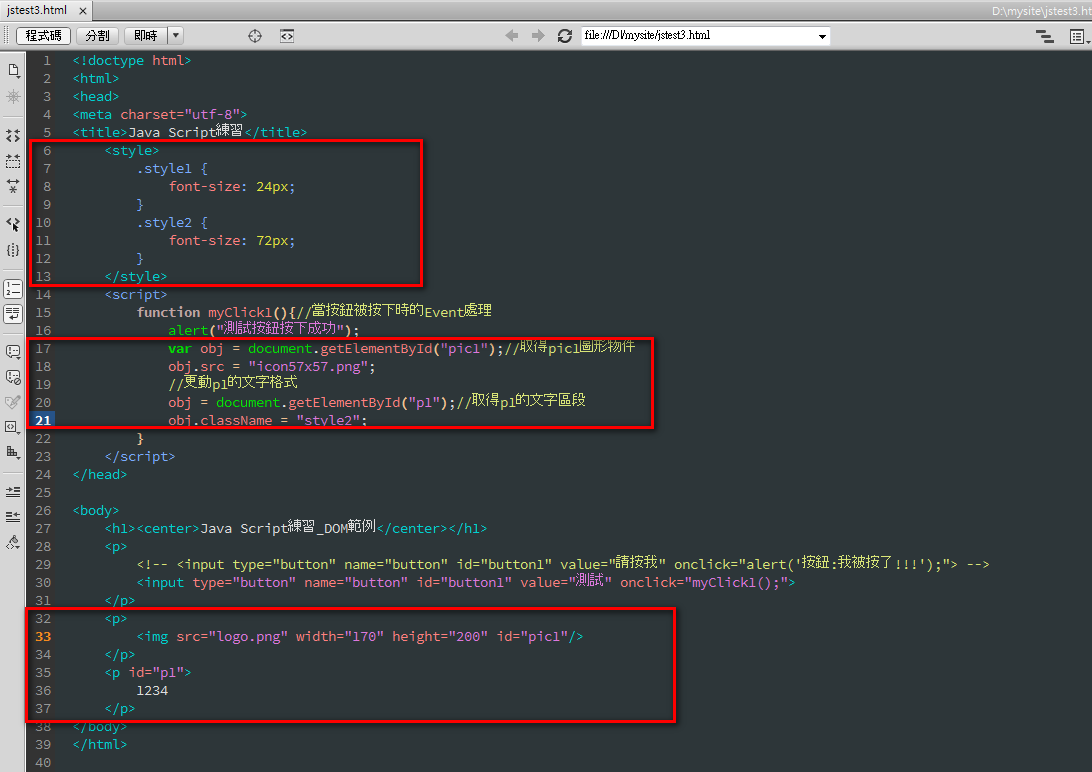 jstest3.html ×
D:\mysite\jstest3.ht
程式碼 分割 即時
file:///D|/mysite/jstest3.html
1 <!doctype html>
2 <html>
3 <head>
4 <meta charset="utf-8">
5 <title>Java Script練習</title>
6 <style>
7 .style1 {
8 font-size: 24px;
9 }
10 .style2 {
11 font-size: 72px;
12 }
13 </style>
14 <script>
15 function myClick1(){//當按鈕被按下時的Event處理
16 alert("測試按鈕按下成功");
17 var obj = document.getElementById("pic1");//取得pic1圖形物件
18 obj.src = "icon57x57.png";
19 //更動p1的文字格式
20 obj = document.getElementById("p1");//取得p1的文字區段
21 obj.className = "style2";
22 }
23 </script>
24 </head>
25
26 <body>
27 <h1><center>Java Script練習_DOM範例</center></h1>
28 <p>
29 <!-- <input type="button" name="button" id="button1" value="請按我" onclick="alert('按鈕:我被按了!!!');"> -->
30 <input type="button" name="button" id="button1" value="測試" onclick="myClick1();">
31 </p>
32 <p>
33 <img src="logo.png" width="170" height="200" id="pic1"/>
34 </p>
35 <p id="p1">
36 1234
37 </p>
38 </body>
39 </html>
40